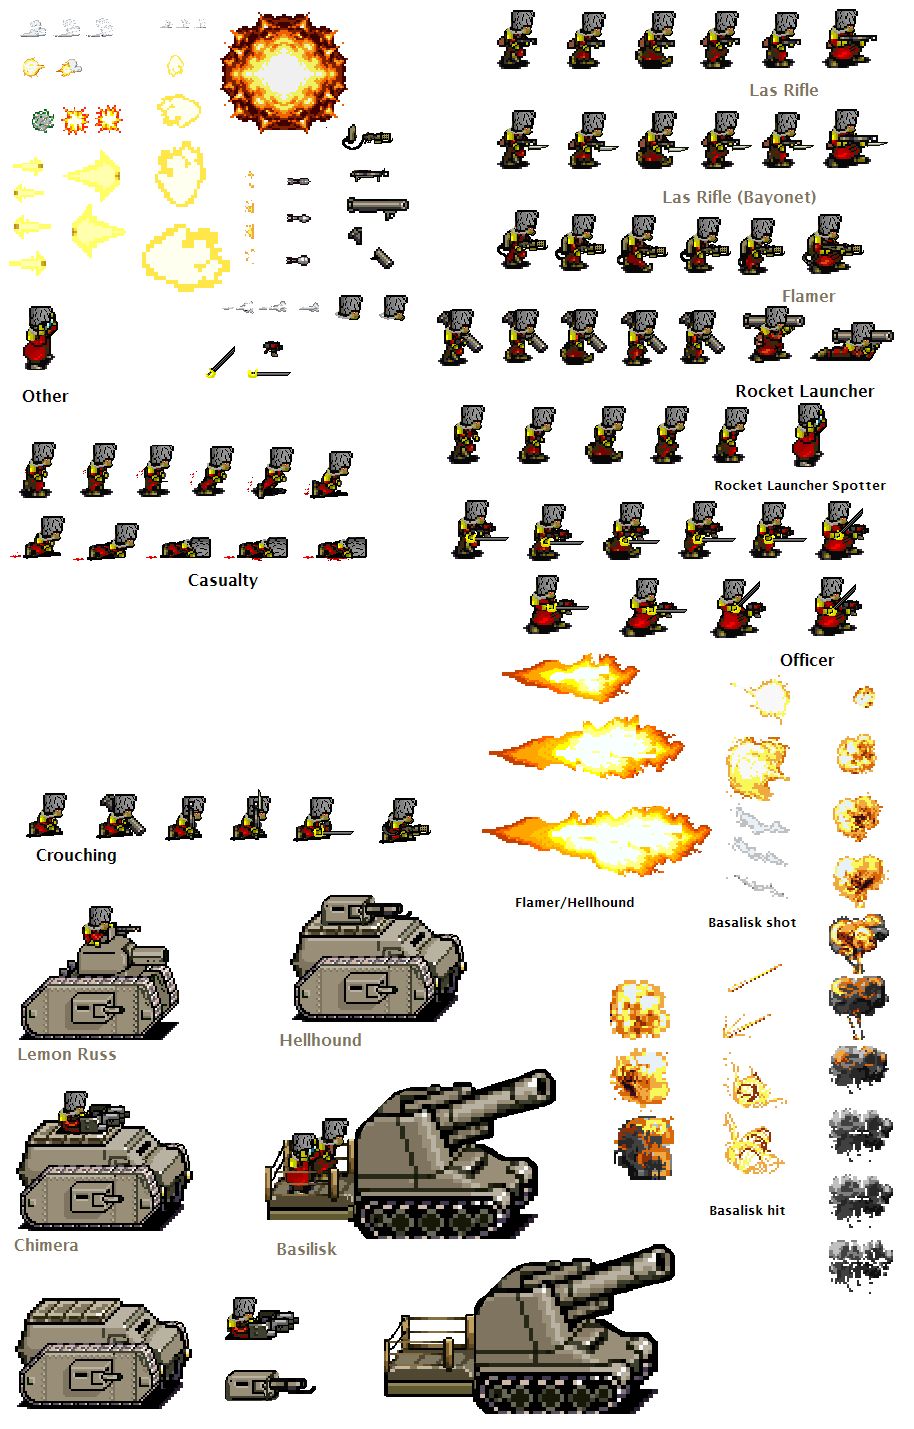 Las Rifle
Las Rifle (Bayonet)
Flamer
Other
Rocket Launcher
Rocket Launcher Spotter
Casualty
Officer
Crouching
Flamer/Hellhound
Basalisk shot
Lemon Russ
Hellhound
Chimera
Basilisk
Basalisk hit